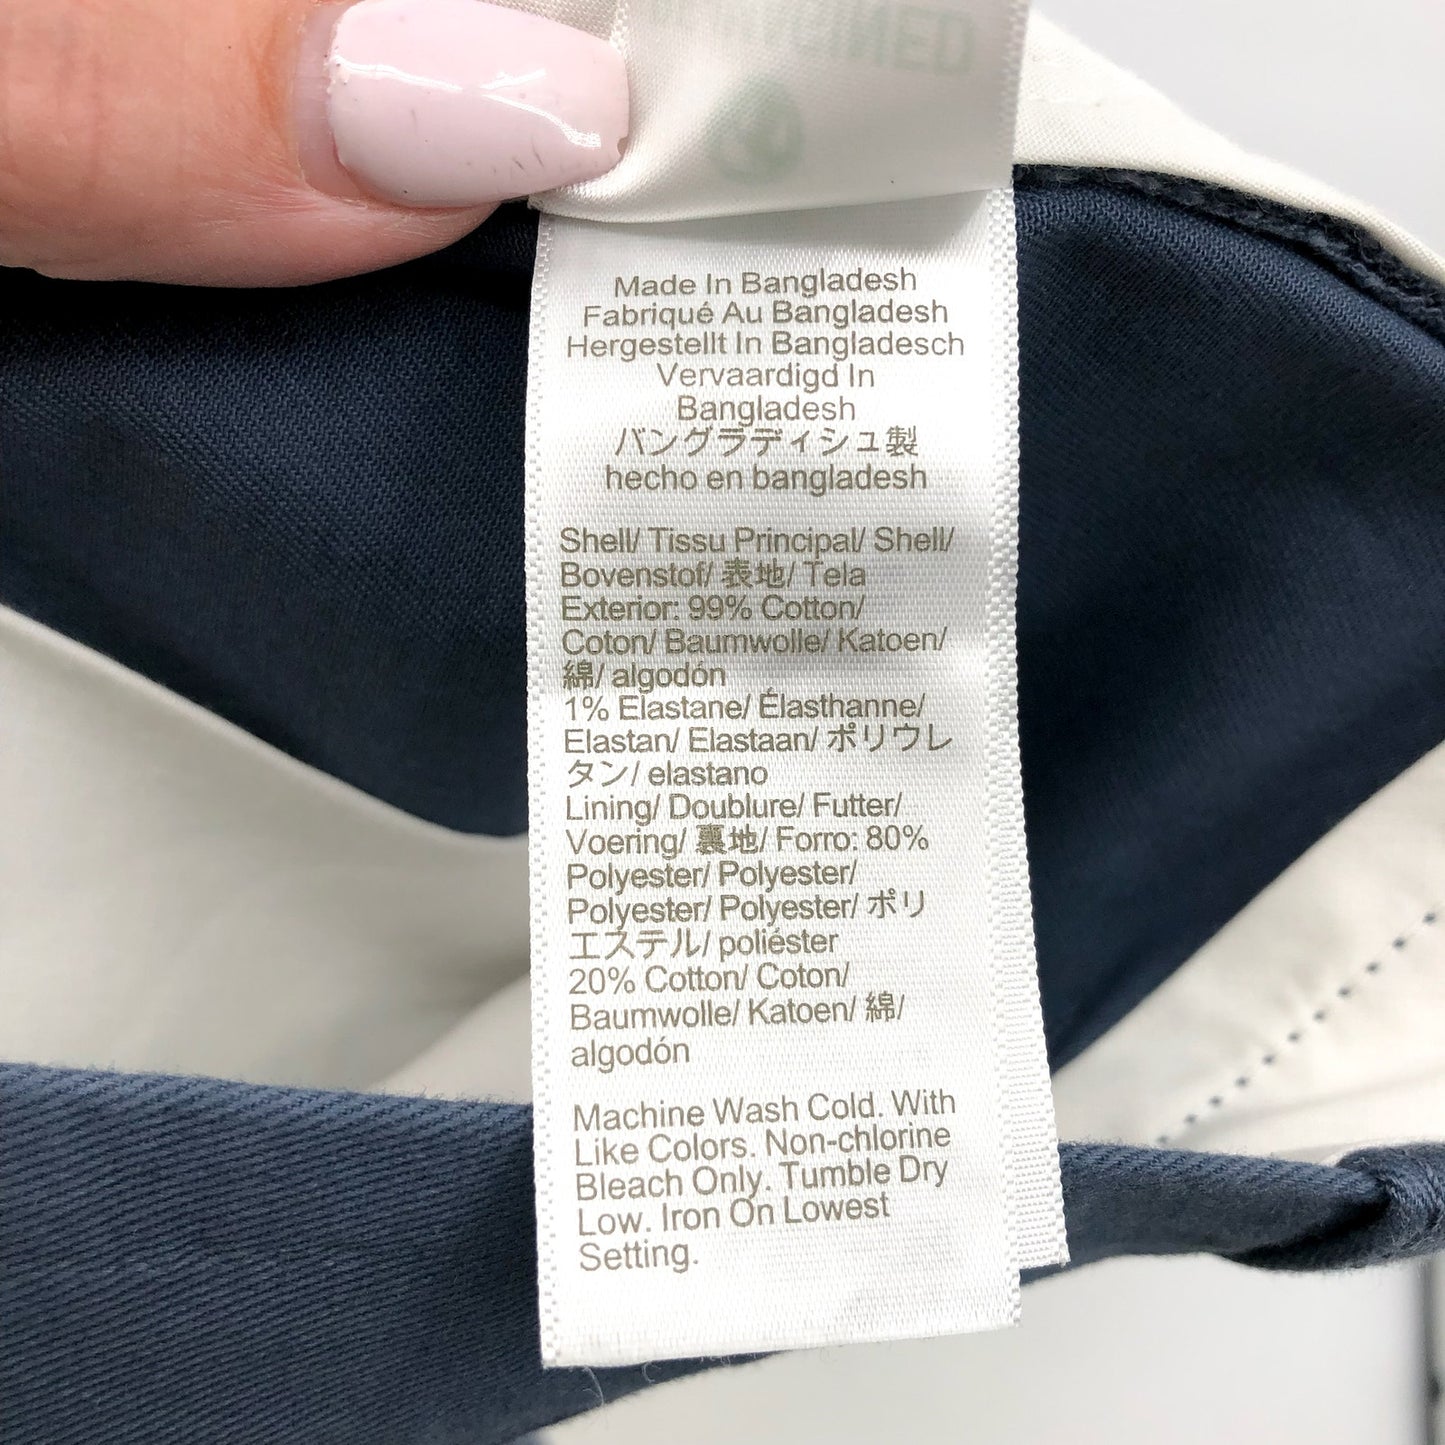 Made In Bangladesh
Fabriqué Au Bangladesh
Hergestellt In Bangladesch
Vervaardigd In
Bangladesh
バングラディシュ製
hecho en bangladesh
Shell/ Tissu Principal/ Shell/
Bovenstof/ 表地/ Tela
Exterior: 99% Cotton/
Coton/ Baumwolle/ Katoen/
綿/ algodón
1% Elastane/ Élasthanne/
Elastan/ Elastaan/ ポリウレ
タン/ elastano
Lining/ Doublure/ Futter/
Voering/ 裏地/ Forro: 80%
Polyester/ Polyester/
Polyester/ Polyester/ ポリ
エステル/ poliéster
20% Cotton/ Coton/
Baumwolle/ Katoen/ 綿/
algodón
Machine Wash Cold. With
Like Colors. Non-chlorine
Bleach Only. Tumble Dry
Low. Iron On Lowest
Setting.